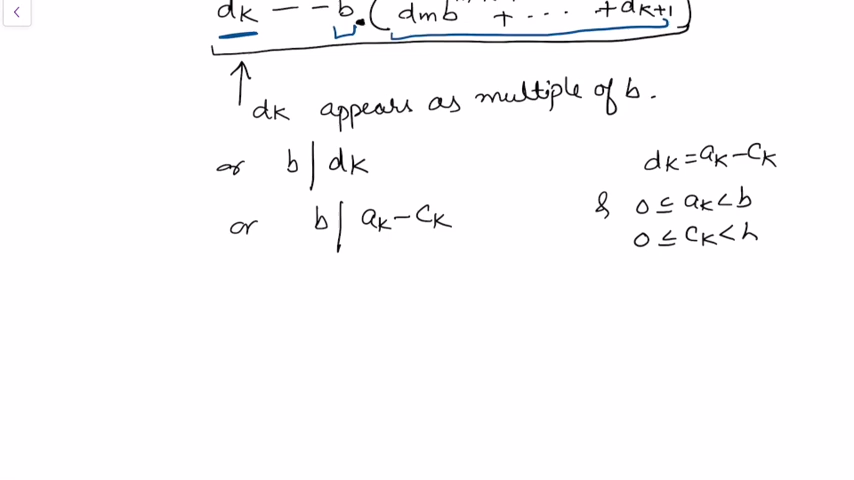 dk - - b. (dmb + ... + dk+1)
dk appears as multiple of b.
or b | dk
dk = ak - ck
& 0 ≤ ak < b
or b | ak - ck
0 ≤ ck < b